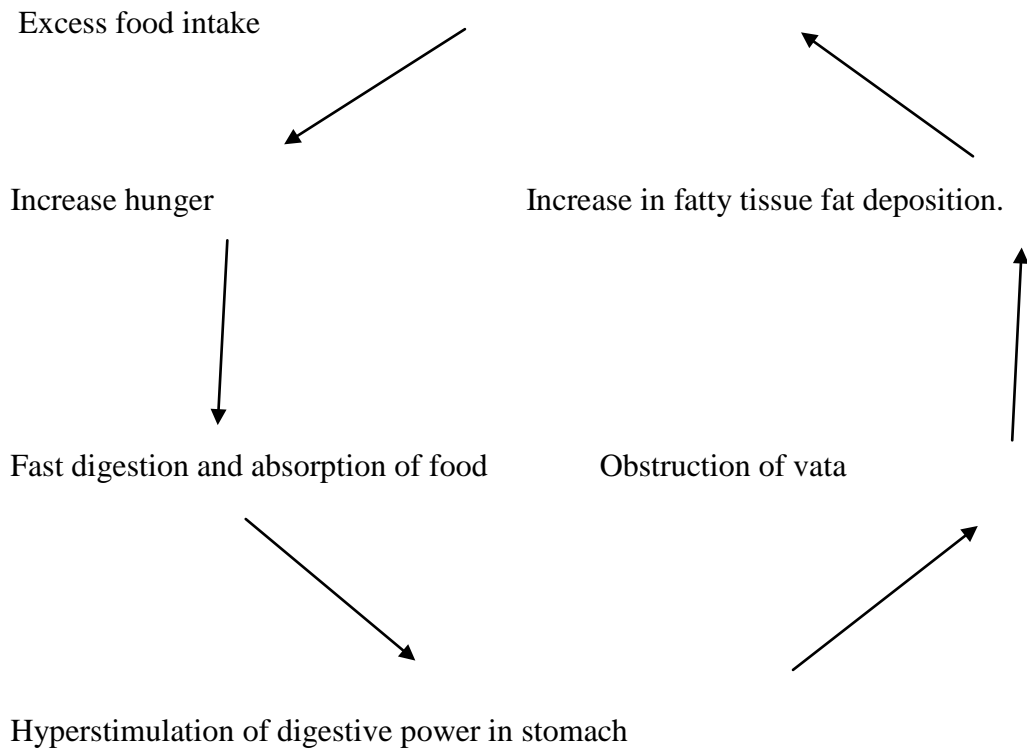 Excess food intake
Increase hunger
Increase in fatty tissue fat deposition.
Fast digestion and absorption of food
Obstruction of vata
Hyperstimulation of digestive power in stomach